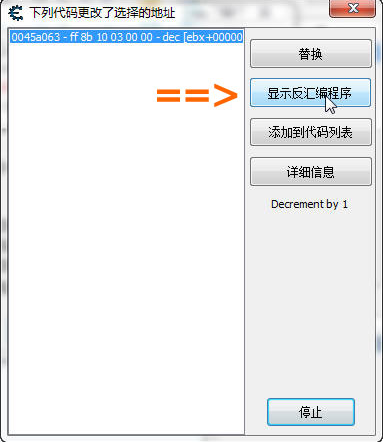 下列代码更改了选择的地址
0045a063 - ff 8b 10 03 00 00 - dec [ebx+00000
替换
==>
显示反汇编程序
添加到代码列表
详细信息
Decrement by 1
停止